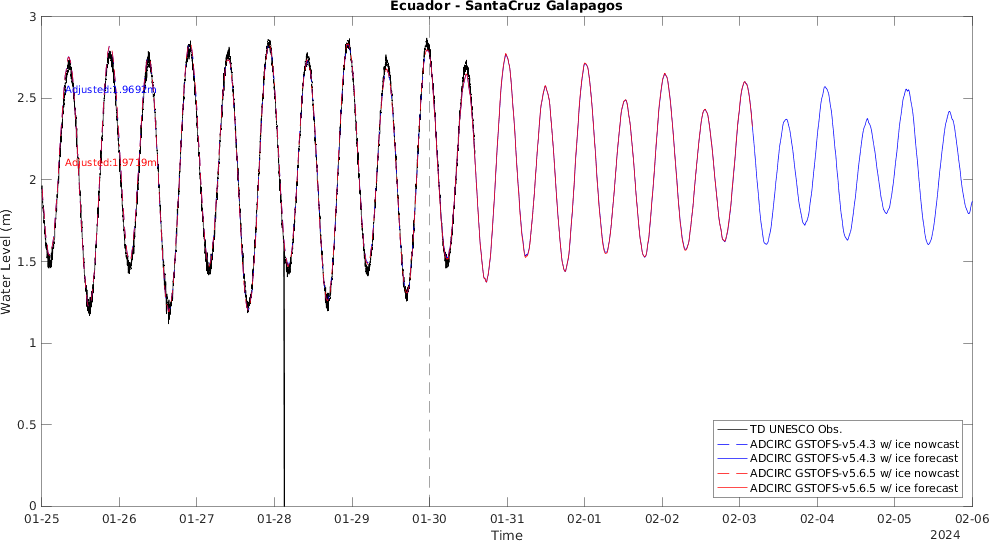 Ecuador - SantaCruz Galapagos
3
2.5
2
1.5
1
0.5
0
Water Level (m)
Adjusted:1.9692m
Adjusted:1.9719m
TD UNESCO Obs.
ADCIRC GSTOFS-v5.4.3 w/ ice nowcast
ADCIRC GSTOFS-v5.4.3 w/ ice forecast
ADCIRC GSTOFS-v5.6.5 w/ ice nowcast
ADCIRC GSTOFS-v5.6.5 w/ ice forecast
01-25 01-26 01-27 01-28 01-29 01-30 01-31 02-01 02-02 02-03 02-04 02-05 02-06
Time
2024